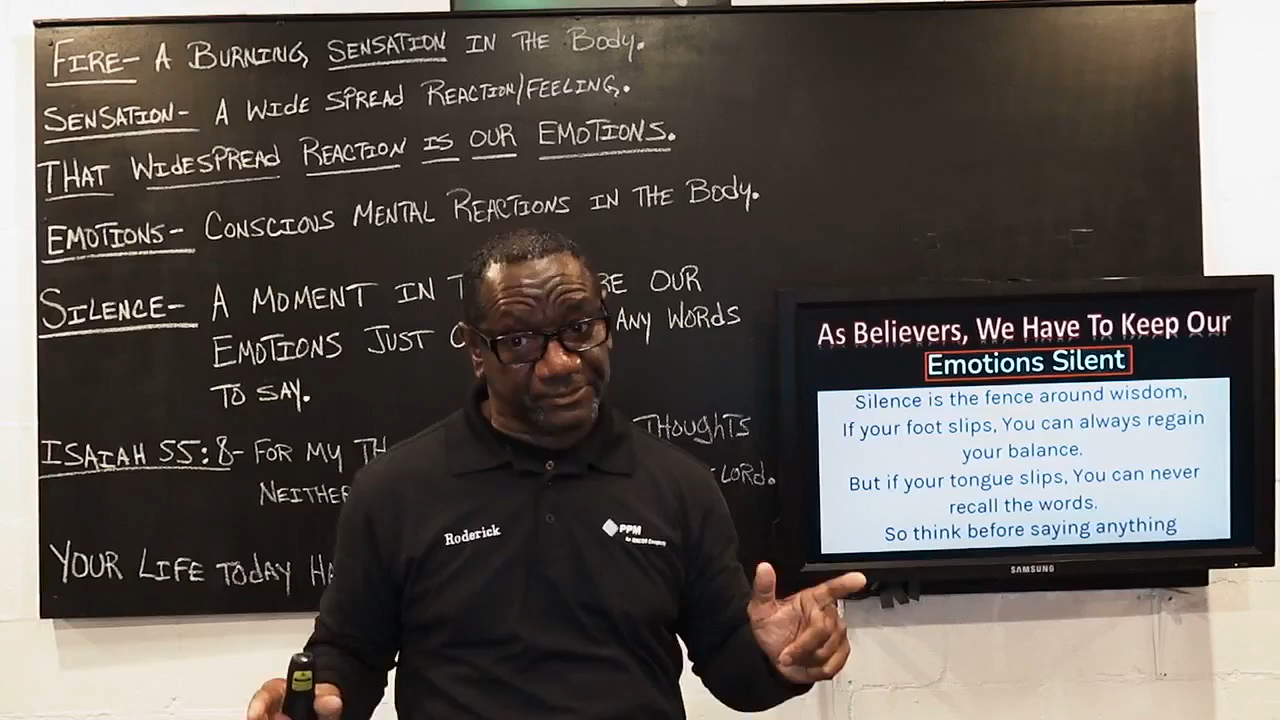 FIRE- A BURNING SENSATION IN THE BODY.
SENSATION- A WIDE SPREAD REACTION/FEELING.
THAT WIDESPREAD REACTION IS OUR EMOTIONS.
EMOTIONS- CONSCIOUS MENTAL REACTIONS IN THE BODY.
SILENCE- A MOMENT IN OUR
EMOTIONS JUST ANY WORDS
TO SAY.
ISAIAH 55:8- FOR MY THOUGHTS
NEITHER LORD.
YOUR LIFE TODAY
As Believers, We Have To Keep Our
Emotions Silent
Silence is the fence around wisdom,
If your foot slips, You can always regain
your balance.
But if your tongue slips, You can never
recall the words.
So think before saying anything
SAMSUNG
Roderick
PPM